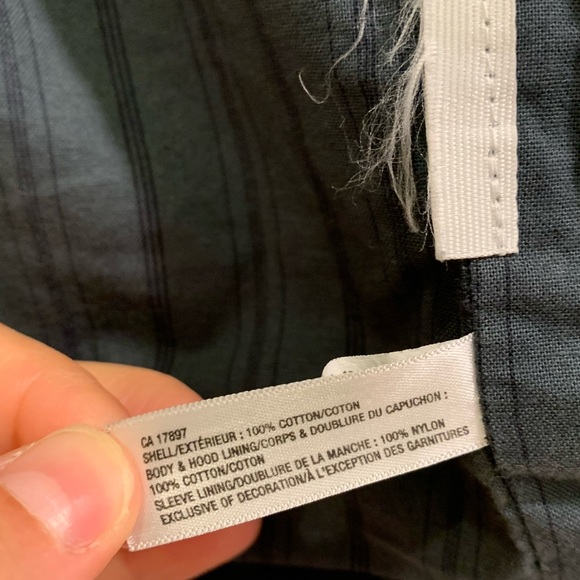 CA 17897
SHELL/EXTÉRIEUR : 100% COTTON/COTON
BODY & HOOD LINING/CORPS & DOUBLURE DU CAPUCHON :
100% COTTON/COTON
SLEEVE LINING/DOUBLURE DE LA MANCHE : 100% NYLON
EXCLUSIVE OF DECORATION/À L'EXCEPTION DES GARNITURES